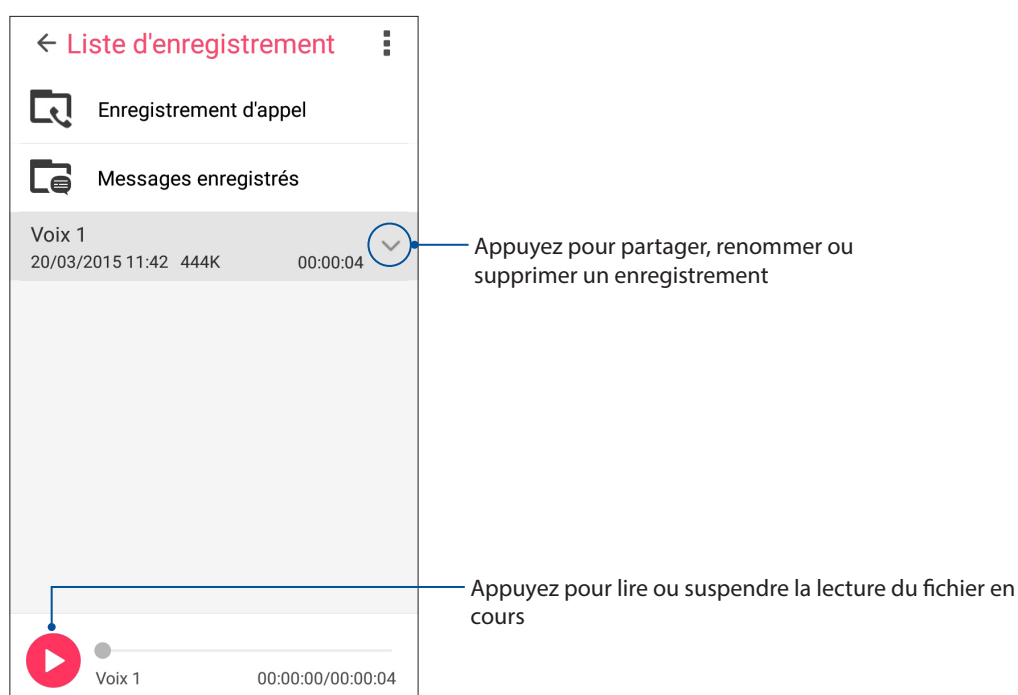 Liste d'enregistrement
Enregistrement d'appel
Messages enregistrés
Voix 1
20/03/2015 11:42 444K 00:00:04
Appuyez pour partager, renommer ou
supprimer un enregistrement
Appuyez pour lire ou suspendre la lecture du fichier en
cours
Voix 1 00:00:00/00:00:04